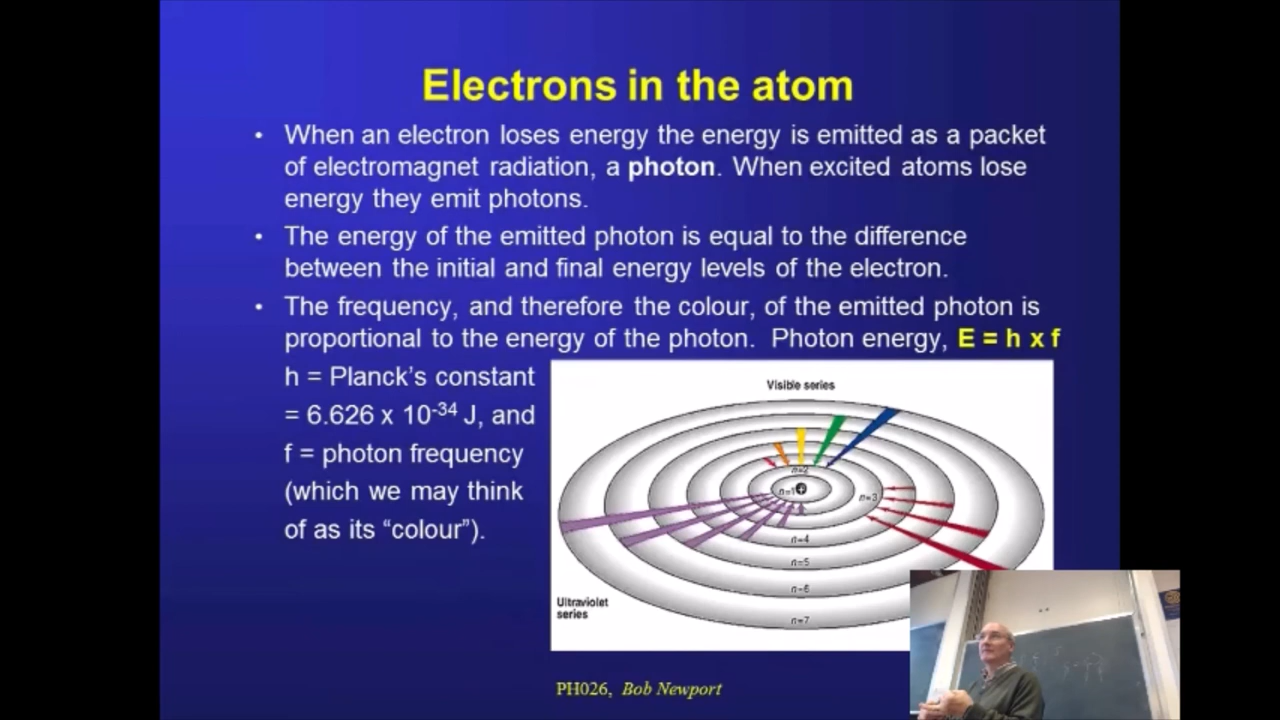 Electrons in the atom
• When an electron loses energy the energy is emitted as a packet
of electromagnet radiation, a photon. When excited atoms lose
energy they emit photons.
• The energy of the emitted photon is equal to the difference
between the initial and final energy levels of the electron.
• The frequency, and therefore the colour, of the emitted photon is
proportional to the energy of the photon. Photon energy, E = h x f
h = Planck’s constant
= 6.626 x 10⁻³⁴ J, and
f = photon frequency
(which we may think
of as its “colour”).
Visible series
n=2
n=1
n=3
n=4
n=5
n=6
n=7
Ultraviolet
series
PH026, Bob Newport